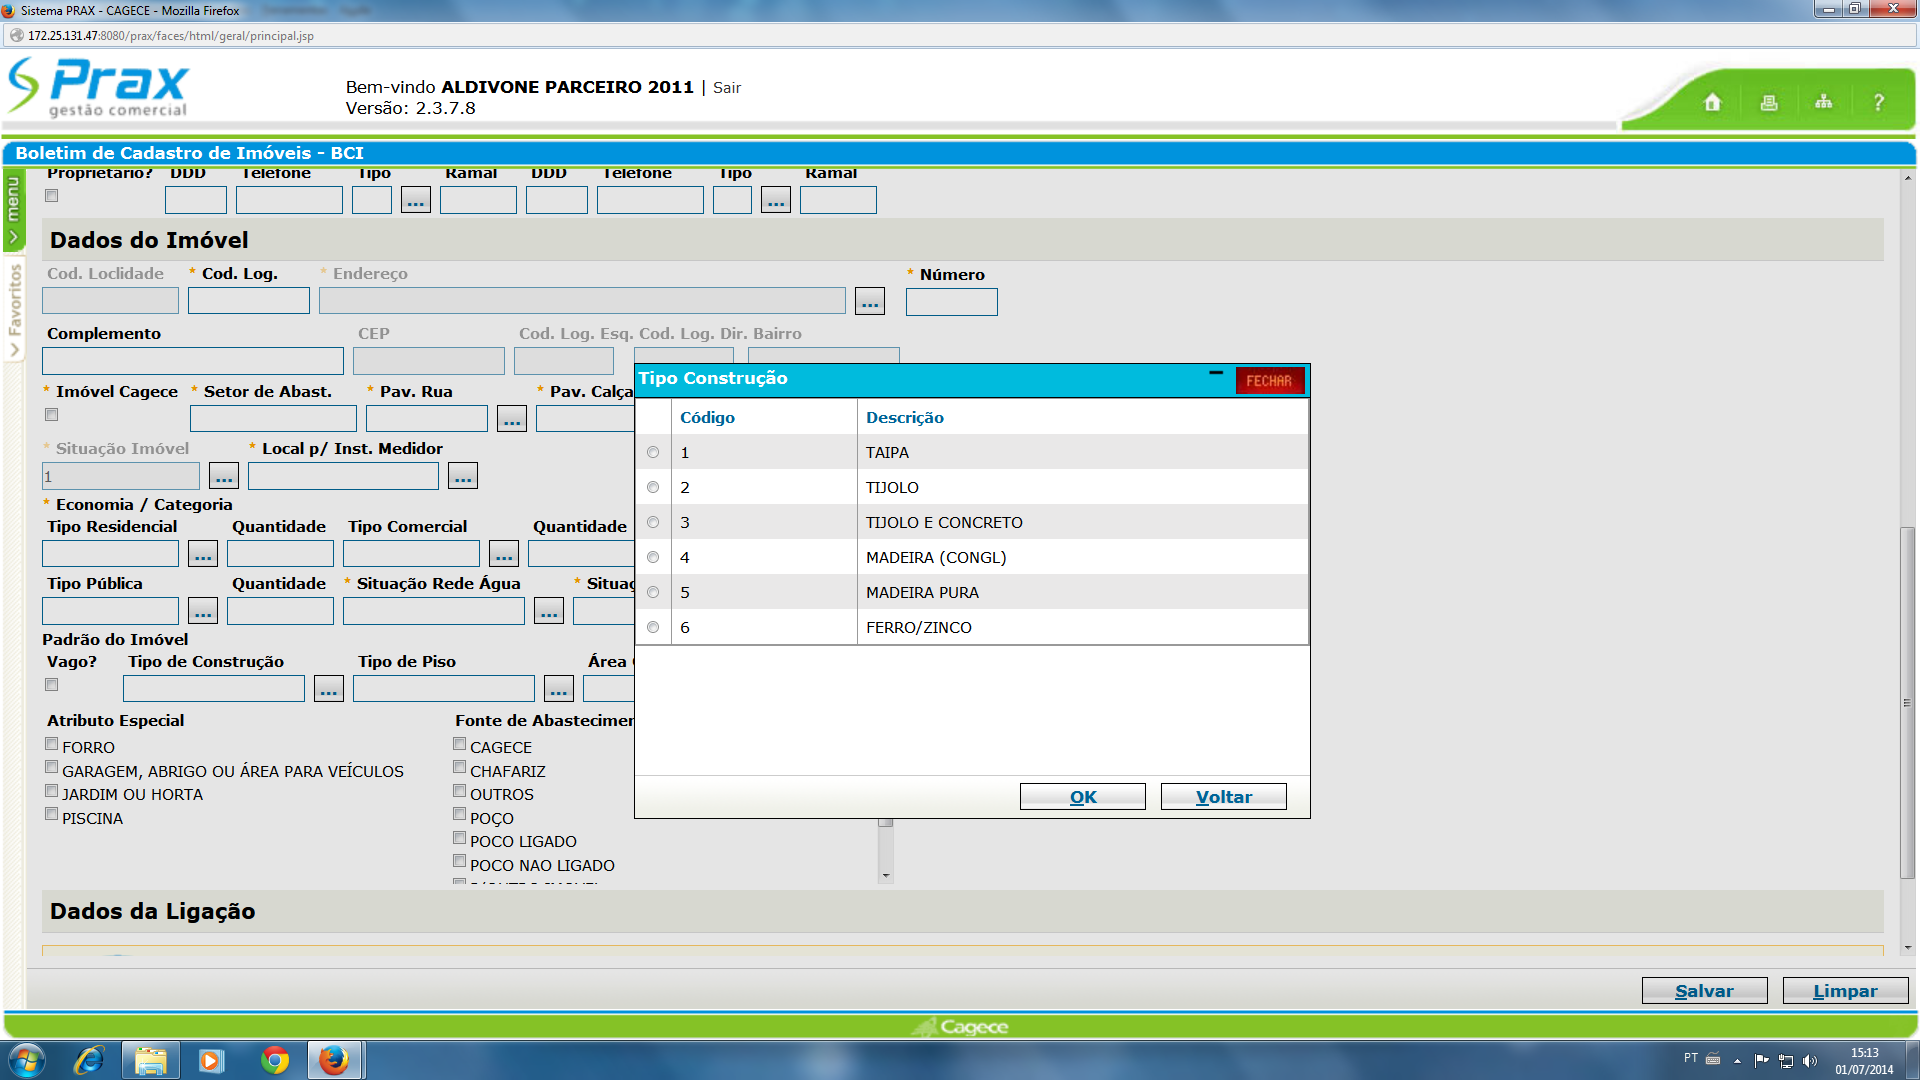 Sistema PRAX - CAGECE - Mozilla Firefox
172.25.131.47:8080/prax/faces/html/geral/principal.jsp
Prax
gestão comercial
Bem-vindo ALDIVONE PARCEIRO 2011 | Sair
Versão: 2.3.7.8
?
Boletim de Cadastro de Imóveis - BCI
menu
Favoritos
Proprietário? DDD Telefone Tipo Ramal DDD Telefone Tipo Ramal
... ...
Dados do Imóvel
Cod. Loclidade * Cod. Log. * Endereço * Número
...
Complemento CEP Cod. Log. Esq. Cod. Log. Dir. Bairro
* Imóvel Cagece * Setor de Abast. * Pav. Rua * Pav. Calça
...
* Situação Imóvel * Local p/ Inst. Medidor
1 ... ...
* Economia / Categoria
Tipo Residencial Quantidade Tipo Comercial Quantidade
... ...
Tipo Pública Quantidade * Situação Rede Água * Situaç
... ...
Padrão do Imóvel
Vago? Tipo de Construção Tipo de Piso Área
... ...
Atributo Especial
FORRO
GARAGEM, ABRIGO OU ÁREA PARA VEÍCULOS
JARDIM OU HORTA
PISCINA
Fonte de Abastecimen
CAGECE
CHAFARIZ
OUTROS
POÇO
POCO LIGADO
POCO NAO LIGADO
Tipo Construção
FECHAR
Código Descrição
1 TAIPA
2 TIJOLO
3 TIJOLO E CONCRETO
4 MADEIRA (CONGL)
5 MADEIRA PURA
6 FERRO/ZINCO
OK Voltar
Dados da Ligação
Salvar Limpar
Cagece
PT
15:13
01/07/2014